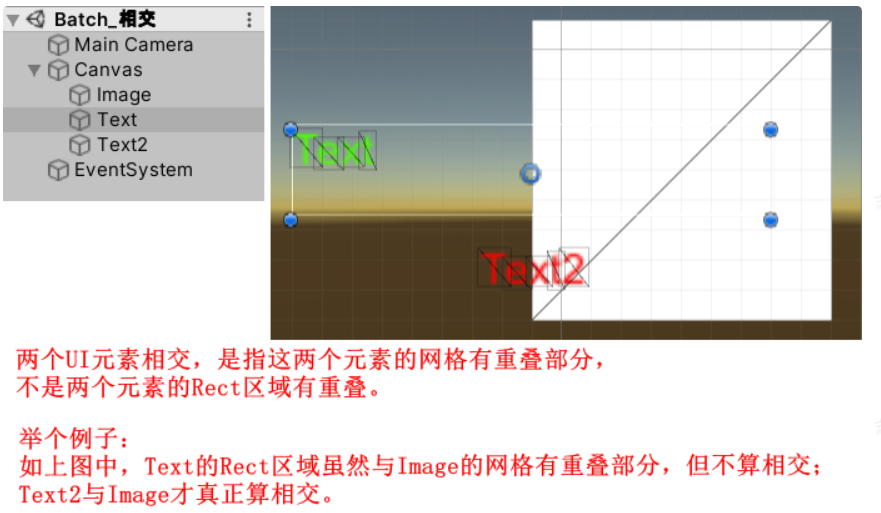 Batch_相交
Main Camera
Canvas
Image
Text
Text2
EventSystem
Text
Text2
两个UI元素相交，是指这两个元素的网格有重叠部分，
不是两个元素的Rect区域有重叠。
举个例子：
如上图中，Text的Rect区域虽然与Image的网格有重叠部分，但不算相交；
Text2与Image才真正算相交。